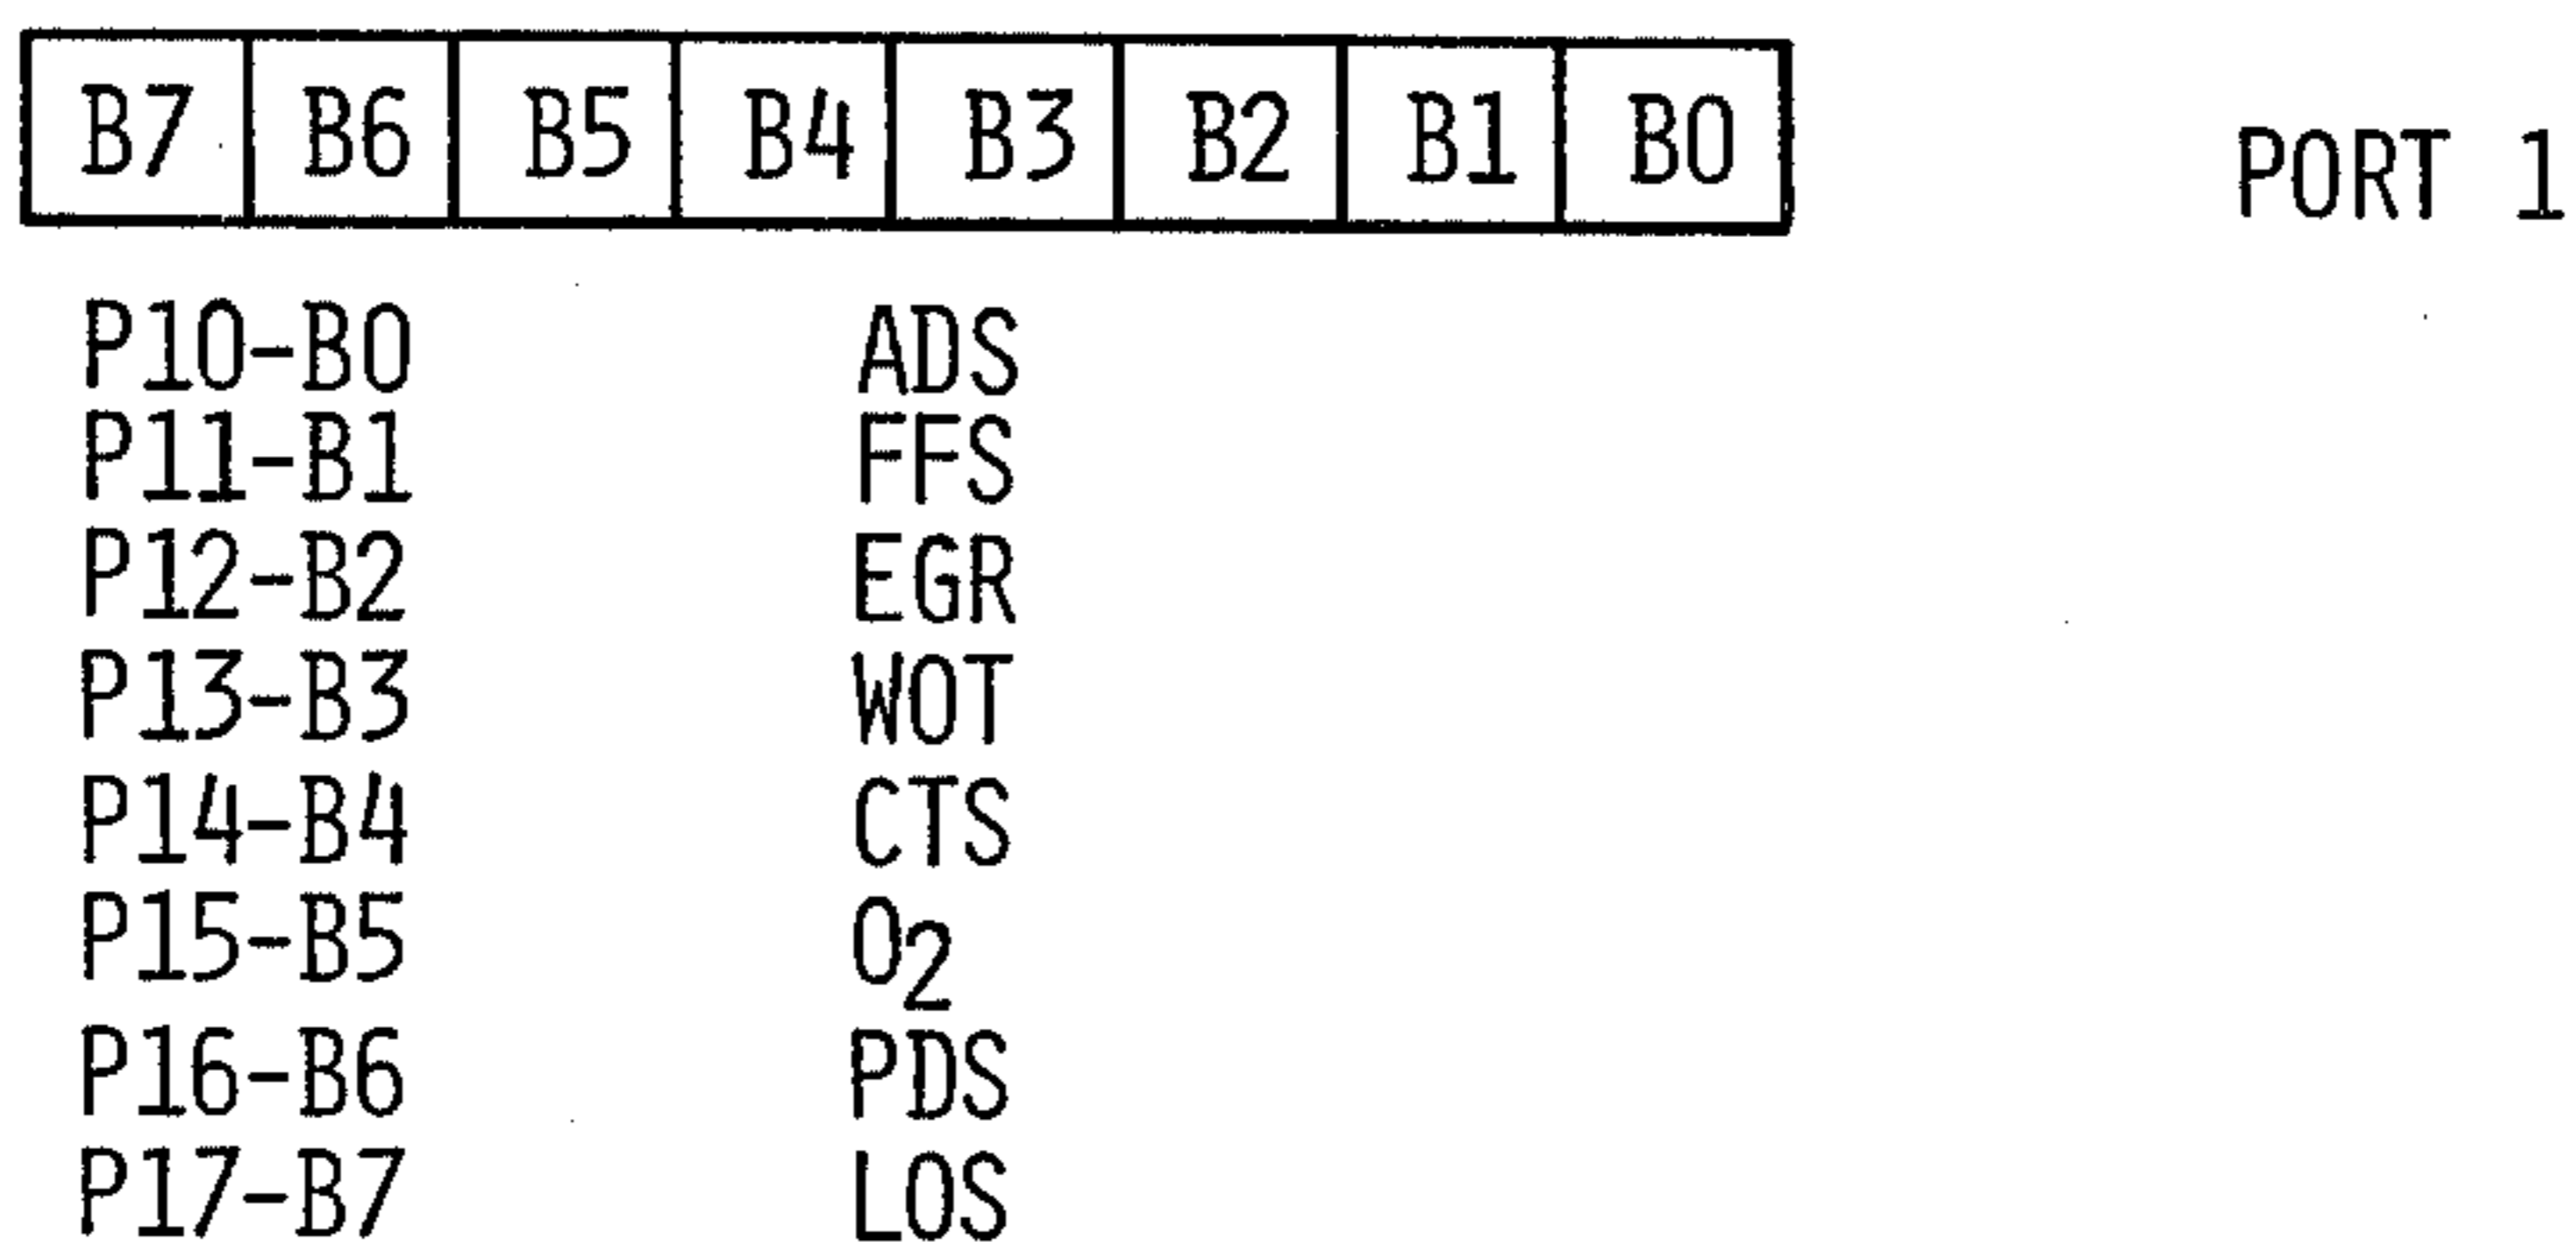 B7 B6 B5 B4 B3 B2 B1 B0 PORT 1
P10-B0 ADS
P11-B1 FFS
P12-B2 EGR
P13-B3 WOT
P14-B4 CTS
P15-B5 O2
P16-B6 PDS
P17-B7 LOS